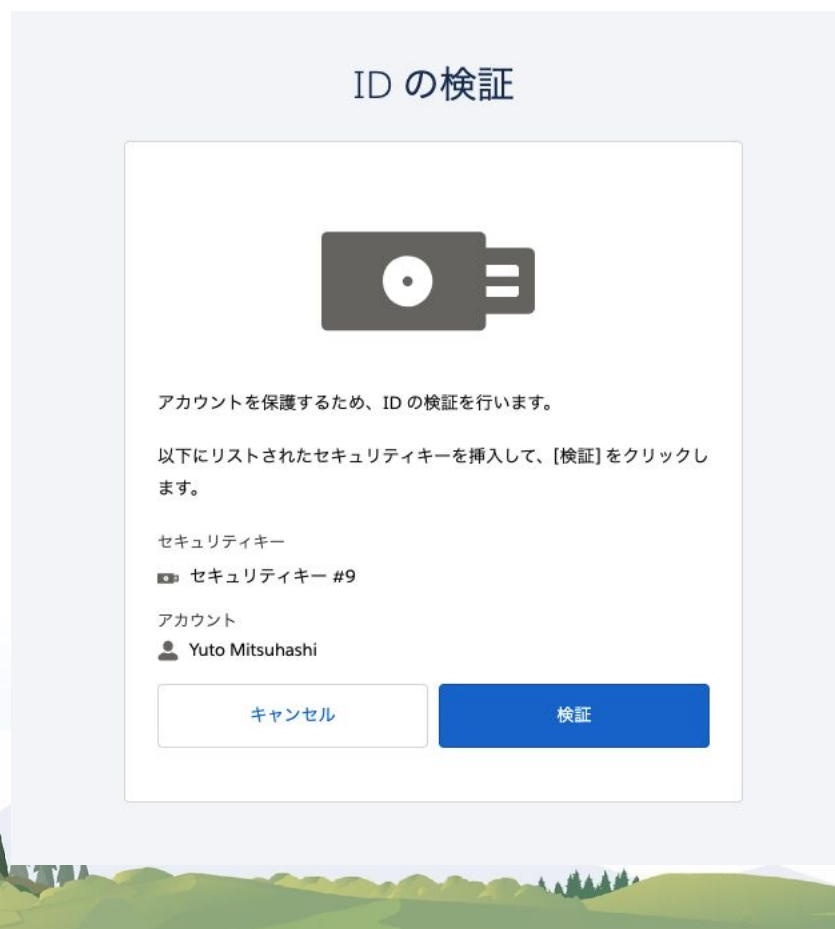 ID の検証
アカウントを保護するため、ID の検証を行います。
以下にリストされたセキュリティキーを挿入して、[検証] をクリックし
ます。
セキュリティキー
セキュリティキー #9
アカウント
Yuto Mitsuhashi
キャンセル
検証